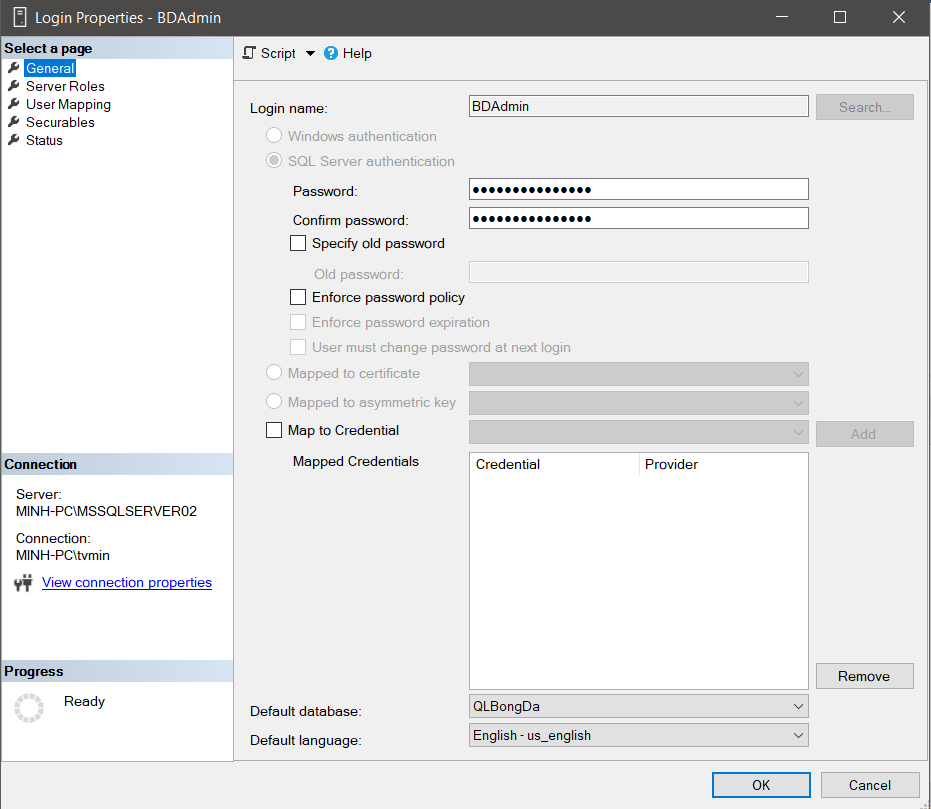 Login Properties - BDAdmin
Select a page
General
Server Roles
User Mapping
Securables
Status
Connection
Server:
MINH-PC\MSSQLSERVER02
Connection:
MINH-PC\tvmin
View connection properties
Progress
Ready
Script
Help
Login name:
BDAdmin
Search...
Windows authentication
SQL Server authentication
Password:
●●●●●●●●●●●●●●●
Confirm password:
●●●●●●●●●●●●●●●
Specify old password
Old password:
Enforce password policy
Enforce password expiration
User must change password at next login
Mapped to certificate
Mapped to asymmetric key
Map to Credential
Add
Mapped Credentials
Credential
Provider
Remove
Default database:
QLBongDa
Default language:
English - us_english
OK
Cancel